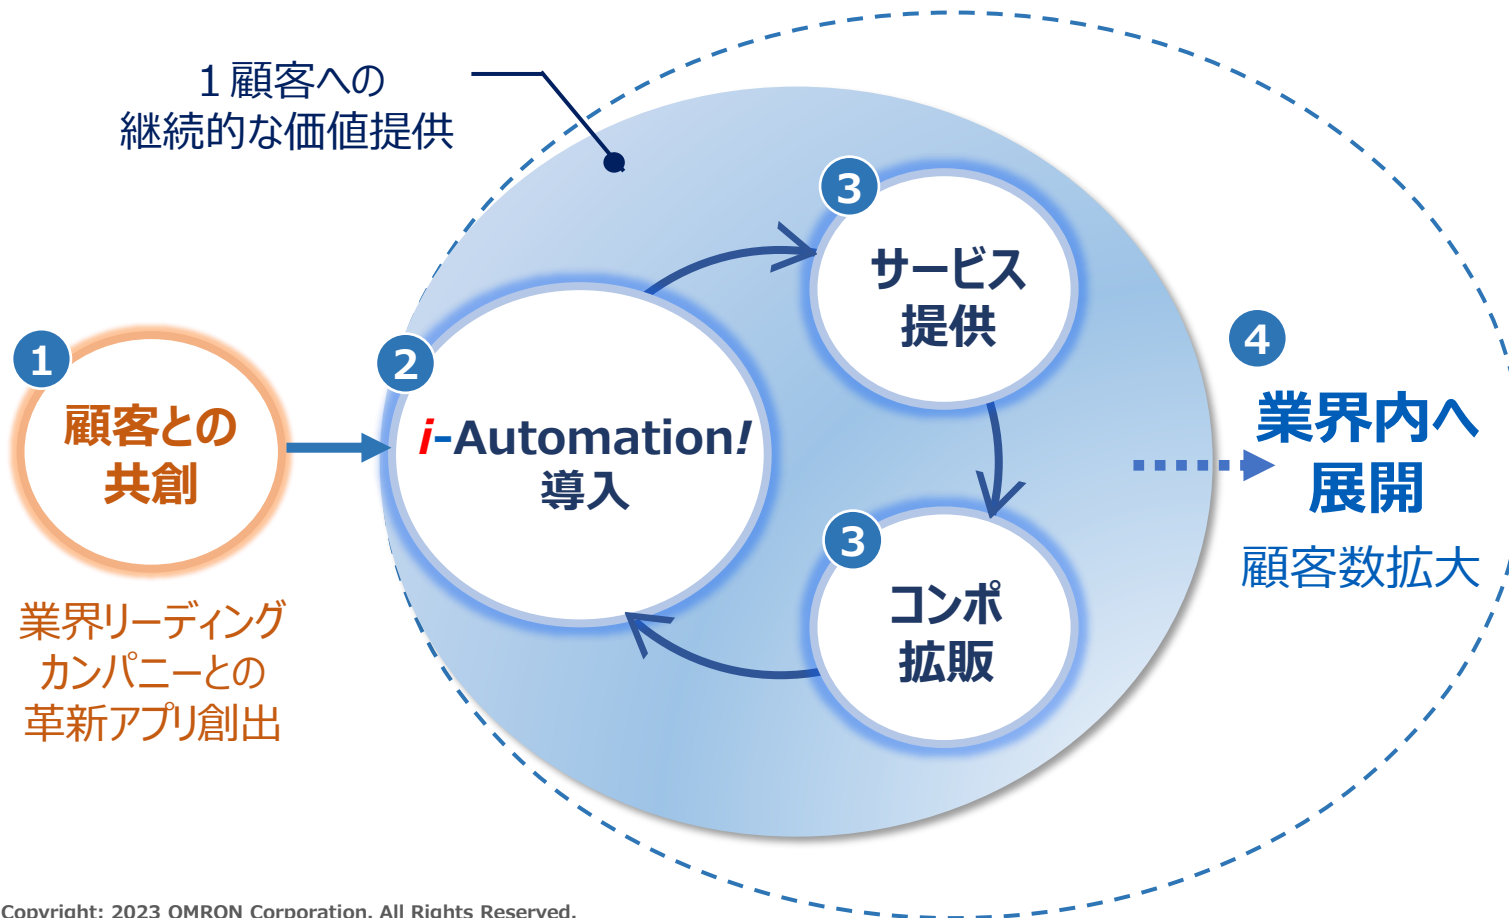 １顧客への
継続的な価値提供
3
サービス
提供
1
顧客との
共創
2
i-Automation!
導入
4
業界内へ
展開
顧客数拡大
3
コンポ
拡販
業界リーディング
カンパニーとの
革新アプリ創出
Copyright: 2023 OMRON Corporation. All Rights Reserved.